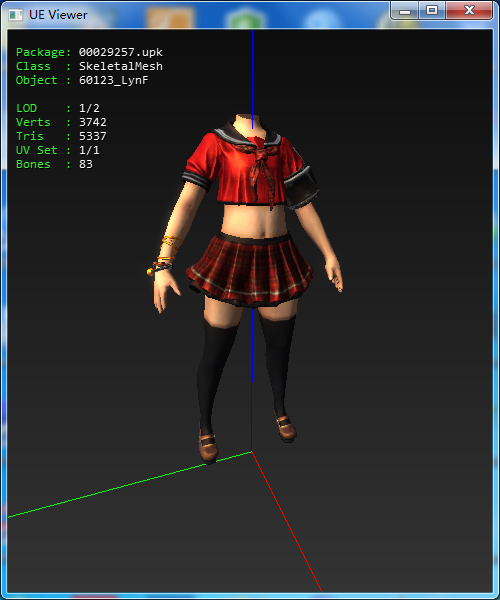 UE Viewer
Package: 00029257.upk
Class : SkeletalMesh
Object : 60123_LynF
LOD : 1/2
Verts : 3742
Tris : 5337
UV Set : 1/1
Bones : 83